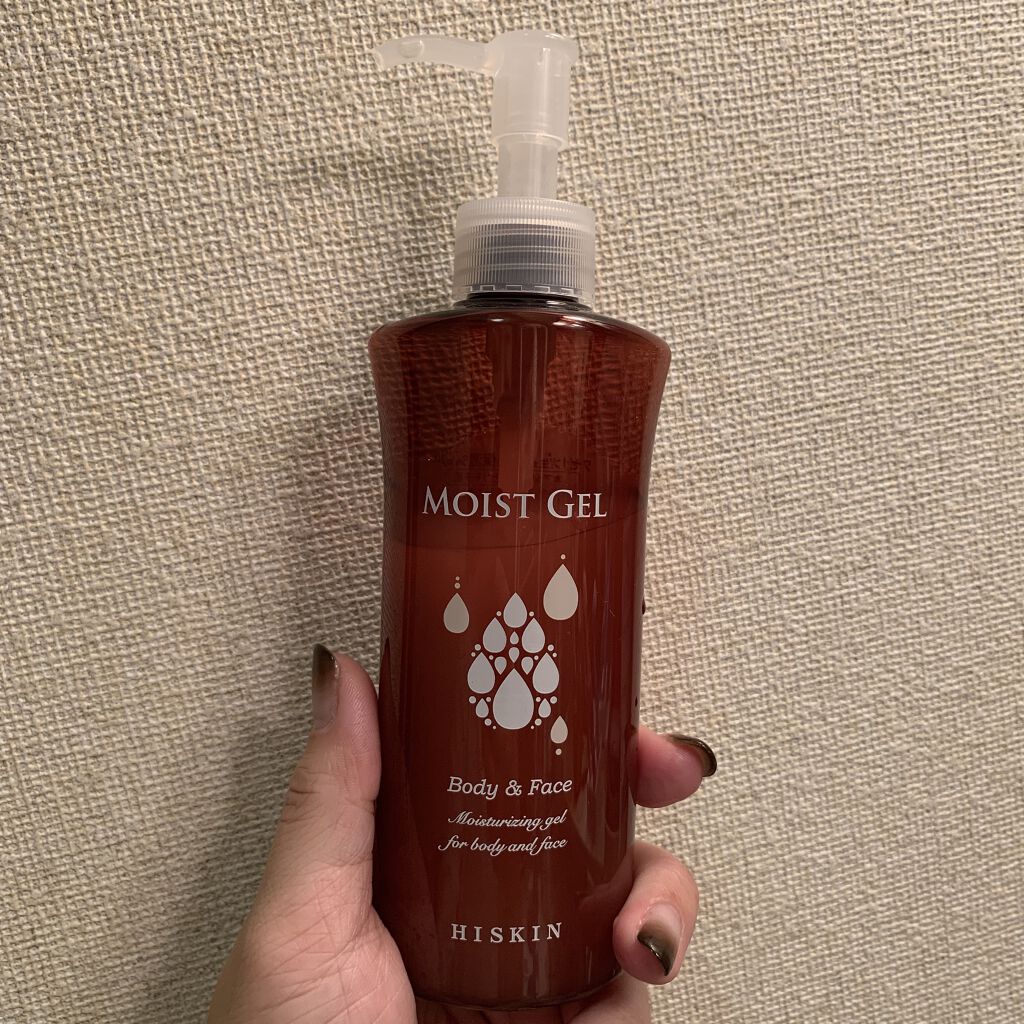 MOIST GEL
Body & Face
Moisturizing gel
for body and face
HISKIN